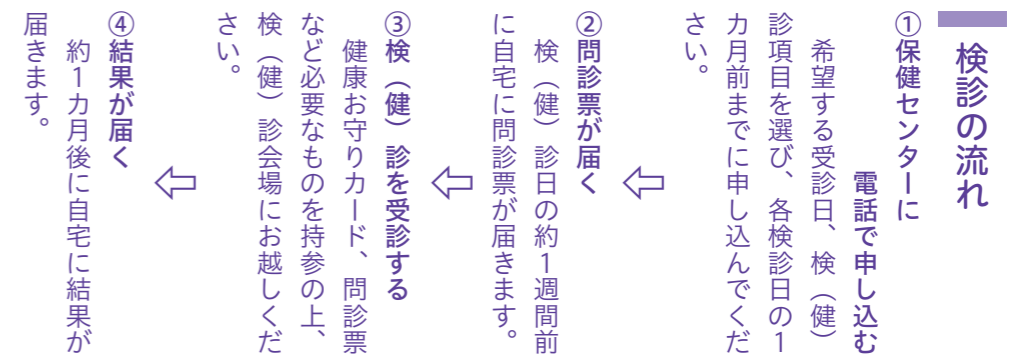 検診の流れ
①保健センターに
電話で申し込む
希望する受診日、検（健）
診項目を選び、各検診日の1
カ月前までに申し込んでくだ
さい。
⇦
②問診票が届く
検（健）診日の約1週間前
に自宅に問診票が届きます。
⇦
③検（健）診を受診する
健康お守りカード、問診票
など必要なものを持参の上、
検（健）診会場にお越しくだ
さい。
⇦
④結果が届く
約1カ月後に自宅に結果が
届きます。